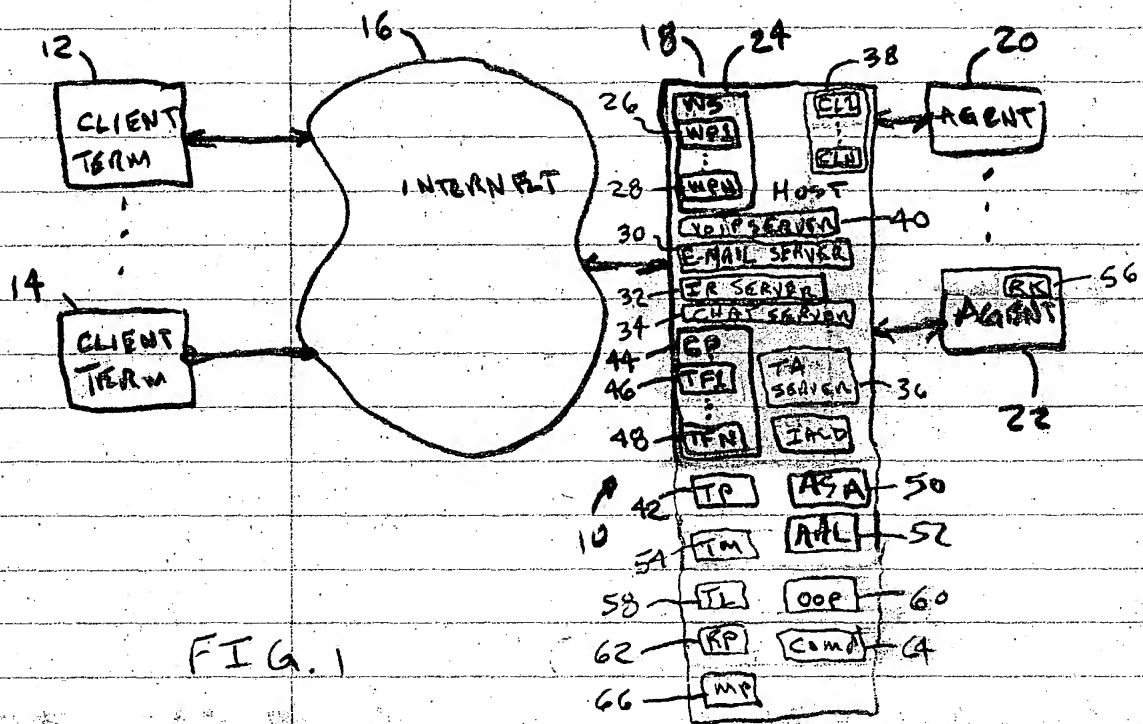 12
CLIENT
TERM
14
CLIENT
TERM
16
INTERNET
18
24
WS
26
WP1
28
WPN
38
CL1
CLN
HOST
VOIP SERVER
40
30
E-MAIL SERVER
32
IR SERVER
34
CHAT SERVER
44
46
TF1
48
TFN
TA
SERVER
36
20
AGENT
RK
56
AGENT
22
10
42
TP
ASA
50
54
TM
AAL
52
58
TL
OOP
60
62
RP
64
66
MP
FIG. 1